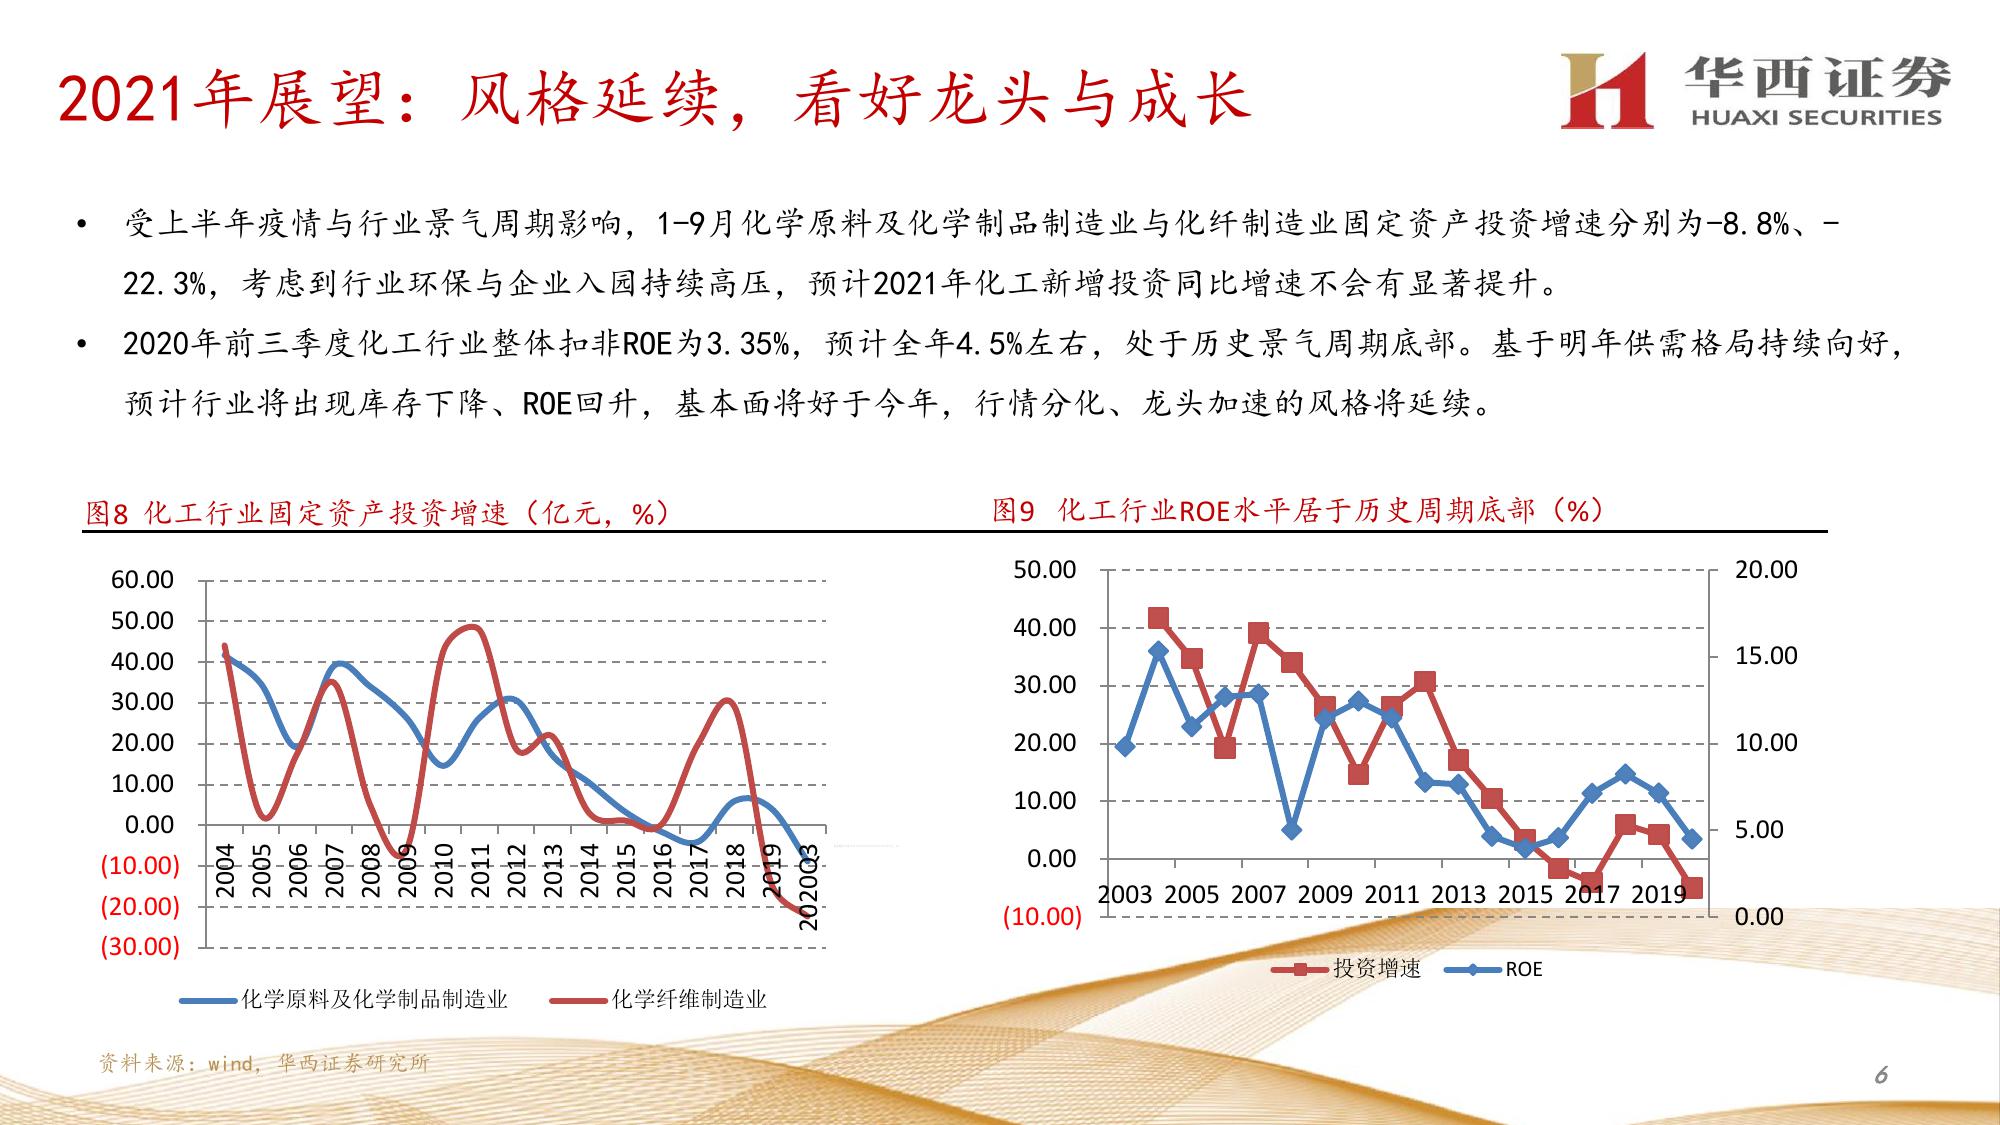 2021年展望：风格延续，看好龙头与成长
华西证券
HUAXI SECURITIES
• 受上半年疫情与行业景气周期影响，1-9月化学原料及化学制品制造业与化纤制造业固定资产投资增速分别为-8.8%、-
22.3%，考虑到行业环保与企业入园持续高压，预计2021年化工新增投资同比增速不会有显著提升。
• 2020年前三季度化工行业整体扣非ROE为3.35%，预计全年4.5%左右，处于历史景气周期底部。基于明年供需格局持续向好，
预计行业将出现库存下降、ROE回升，基本面将好于今年，行情分化、龙头加速的风格将延续。
图8 化工行业固定资产投资增速（亿元，%）
60.00
50.00
40.00
30.00
20.00
10.00
0.00
(10.00)
(20.00)
(30.00)
2004 2005 2006 2007 2008 2009 2010 2011 2012 2013 2014 2015 2016 2017 2018 2019 2020Q3
化学原料及化学制品制造业 化学纤维制造业
图9 化工行业ROE水平居于历史周期底部（%）
50.00
40.00
30.00
20.00
10.00
0.00
(10.00)
20.00
15.00
10.00
5.00
0.00
2003 2005 2007 2009 2011 2013 2015 2017 2019
投资增速 ROE
资料来源：wind，华西证券研究所
6